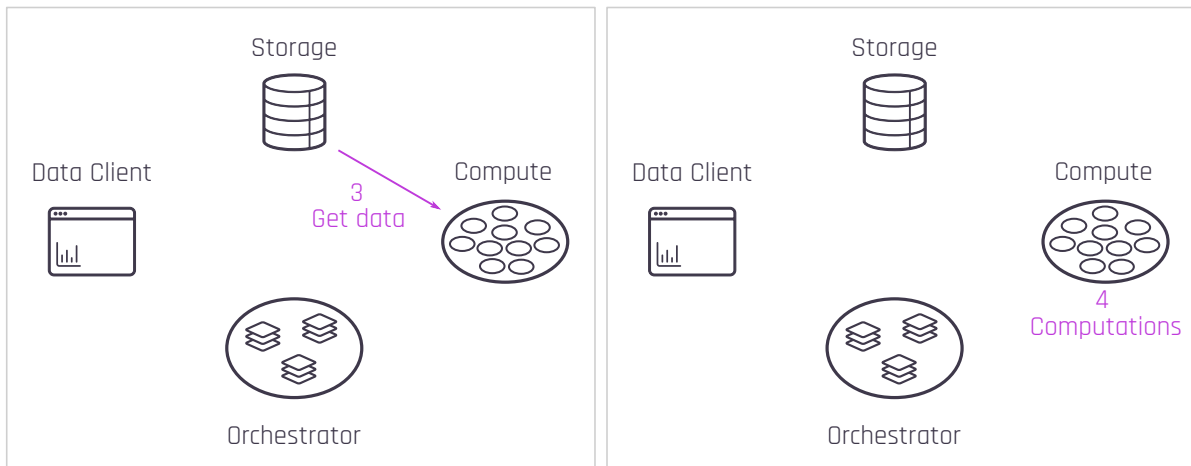 Storage
Data Client
Compute
3
Get data
Orchestrator
Storage
Data Client
Compute
4
Computations
Orchestrator